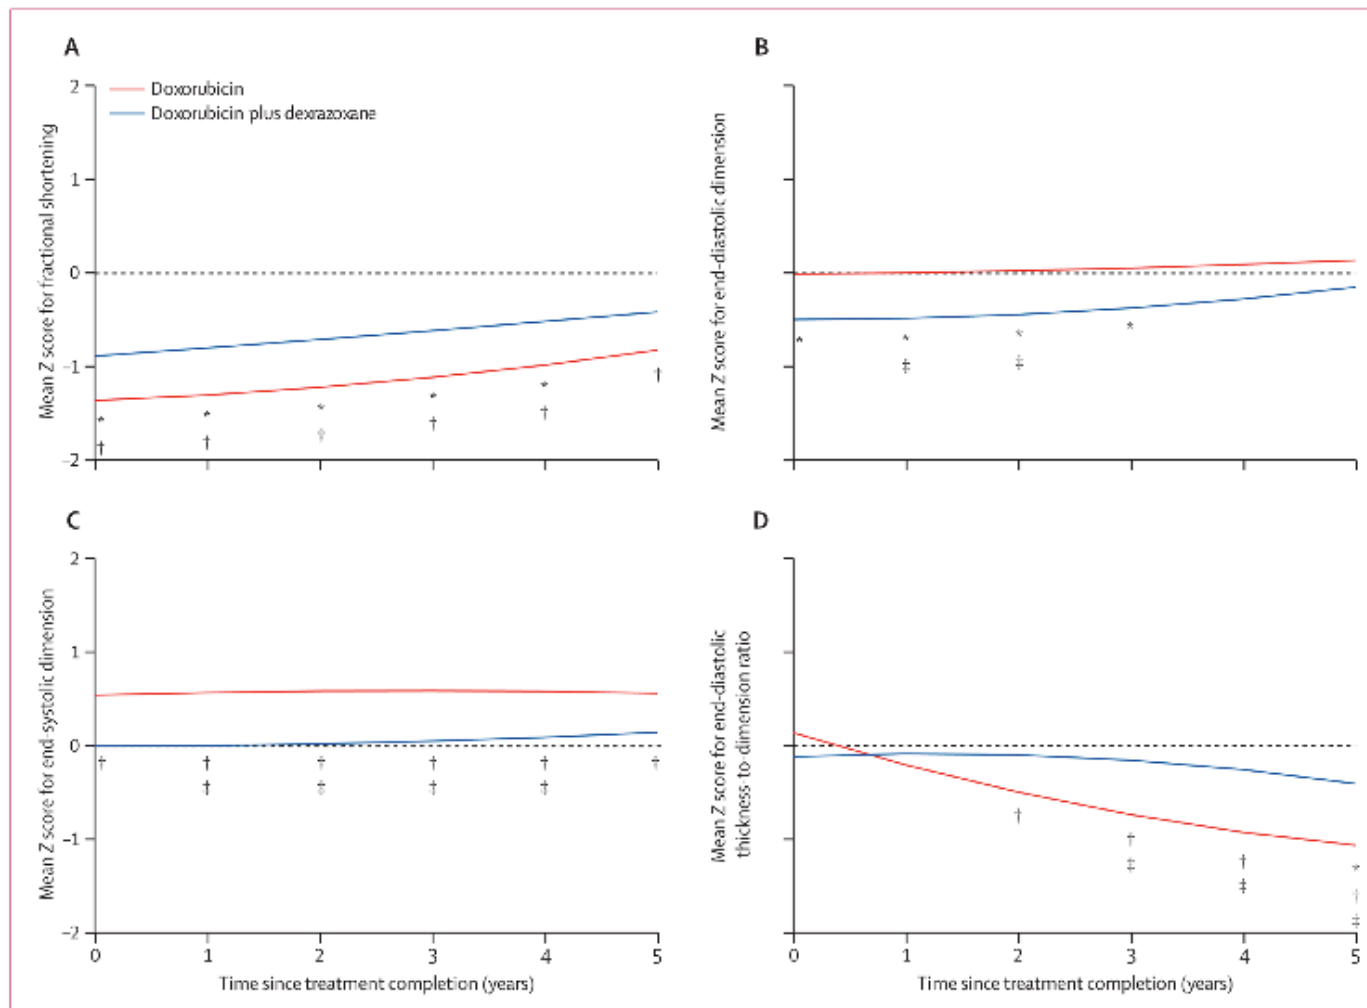 A
Mean Z score for fractional shortening
2
1
0
−1
−2
Doxorubicin
Doxorubicin plus dexrazoxane
* * * * *
† † † † † †
B
Mean Z score for end-diastolic dimension
* * * *
‡ ‡
C
Mean Z score for end-systolic dimension
2
1
0
−1
−2
† † † † † †
‡ ‡ ‡ ‡
0 1 2 3 4 5
Time since treatment completion (years)
D
Mean Z score for end-diastolic
thickness-to-dimension ratio
† † † *
‡ ‡ †
‡
0 1 2 3 4 5
Time since treatment completion (years)